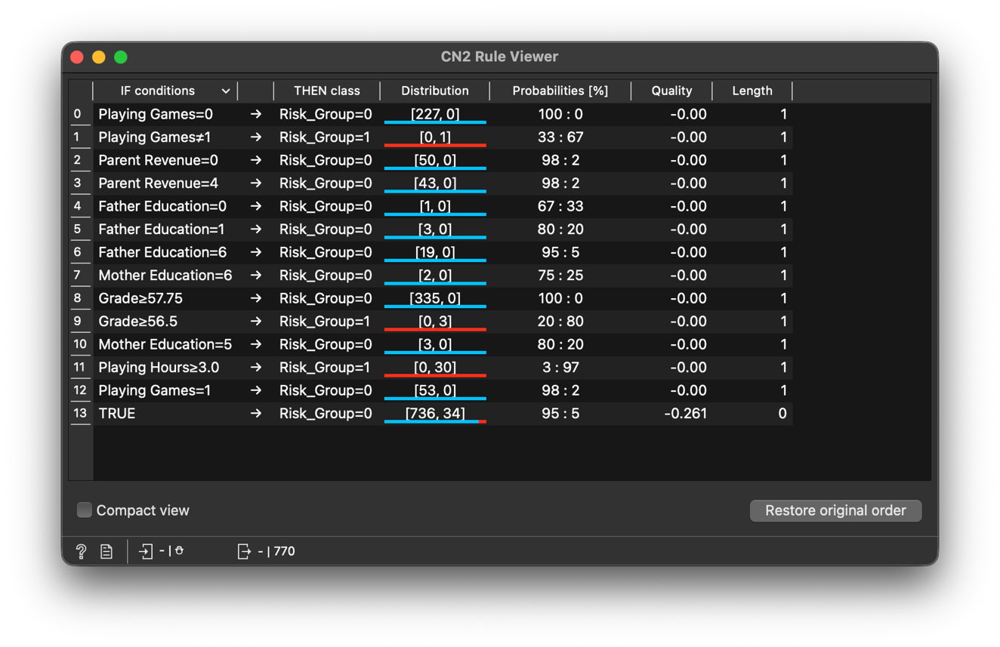 CN2 Rule Viewer
IF conditions THEN class Distribution Probabilities [%] Quality Length
0 Playing Games=0 → Risk_Group=0 [227, 0] 100 : 0 -0.00 1
1 Playing Games≠1 → Risk_Group=1 [0, 1] 33 : 67 -0.00 1
2 Parent Revenue=0 → Risk_Group=0 [50, 0] 98 : 2 -0.00 1
3 Parent Revenue=4 → Risk_Group=0 [43, 0] 98 : 2 -0.00 1
4 Father Education=0 → Risk_Group=0 [1, 0] 67 : 33 -0.00 1
5 Father Education=1 → Risk_Group=0 [3, 0] 80 : 20 -0.00 1
6 Father Education=6 → Risk_Group=0 [19, 0] 95 : 5 -0.00 1
7 Mother Education=6 → Risk_Group=0 [2, 0] 75 : 25 -0.00 1
8 Grade≥57.75 → Risk_Group=0 [335, 0] 100 : 0 -0.00 1
9 Grade≥56.5 → Risk_Group=1 [0, 3] 20 : 80 -0.00 1
10 Mother Education=5 → Risk_Group=0 [3, 0] 80 : 20 -0.00 1
11 Playing Hours≥3.0 → Risk_Group=1 [0, 30] 3 : 97 -0.00 1
12 Playing Games=1 → Risk_Group=0 [53, 0] 98 : 2 -0.00 1
13 TRUE → Risk_Group=0 [736, 34] 95 : 5 -0.261 0
Compact view Restore original order
? - | - | 770